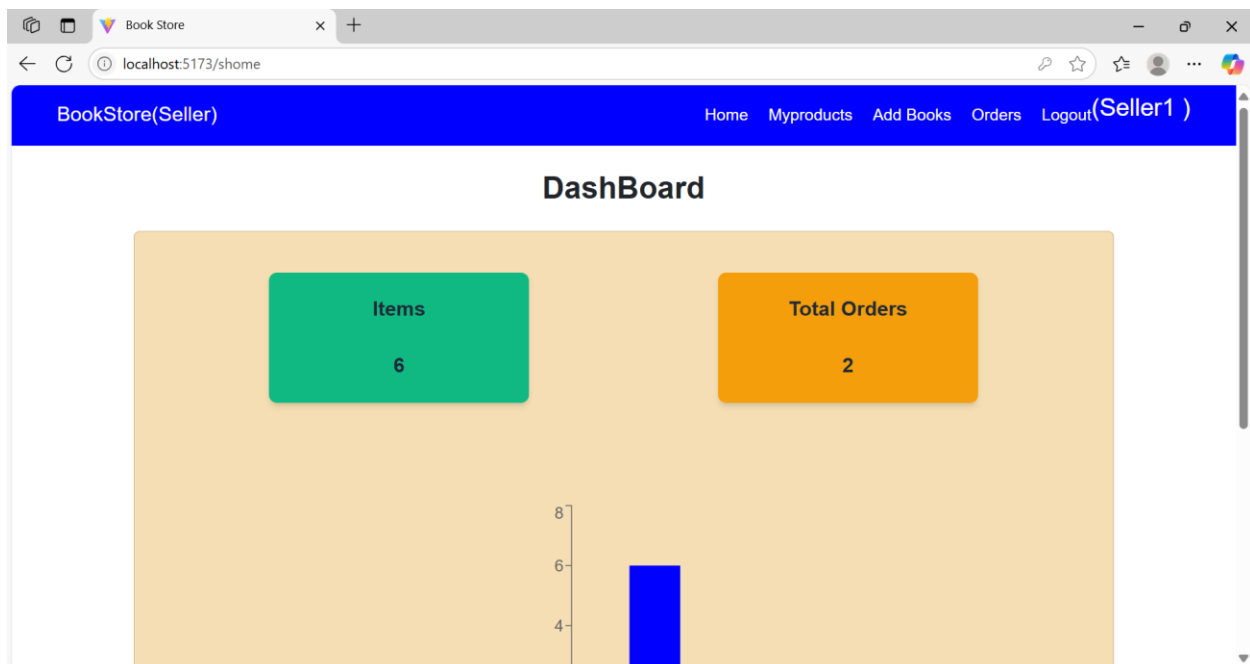 Book Store
localhost:5173/shome
BookStore(Seller) Home Myproducts Add Books Orders Logout(Seller1 )
DashBoard
Items Total Orders
6 2
8
6
4